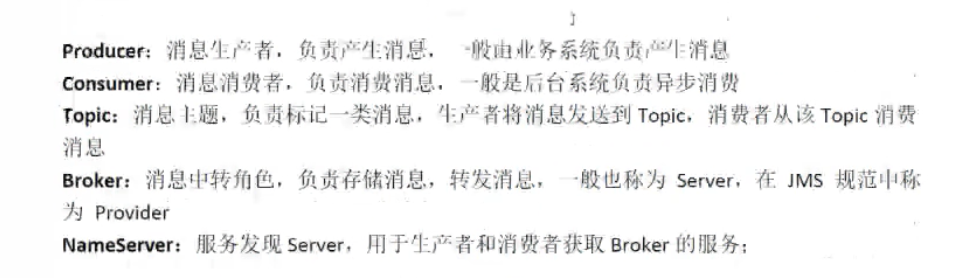 Producer：消息生产者，负责产生消息，一般由业务系统负责产生消息
Consumer：消息消费者，负责消费消息，一般是后台系统负责异步消费
Topic：消息主题，负责标记一类消息，生产者将消息发送到 Topic，消费者从该 Topic 消费
消息
Broker：消息中转角色，负责存储消息，转发消息，一般也称为 Server，在 JMS 规范中称
为 Provider
NameServer：服务发现 Server，用于生产者和消费者获取 Broker 的服务；